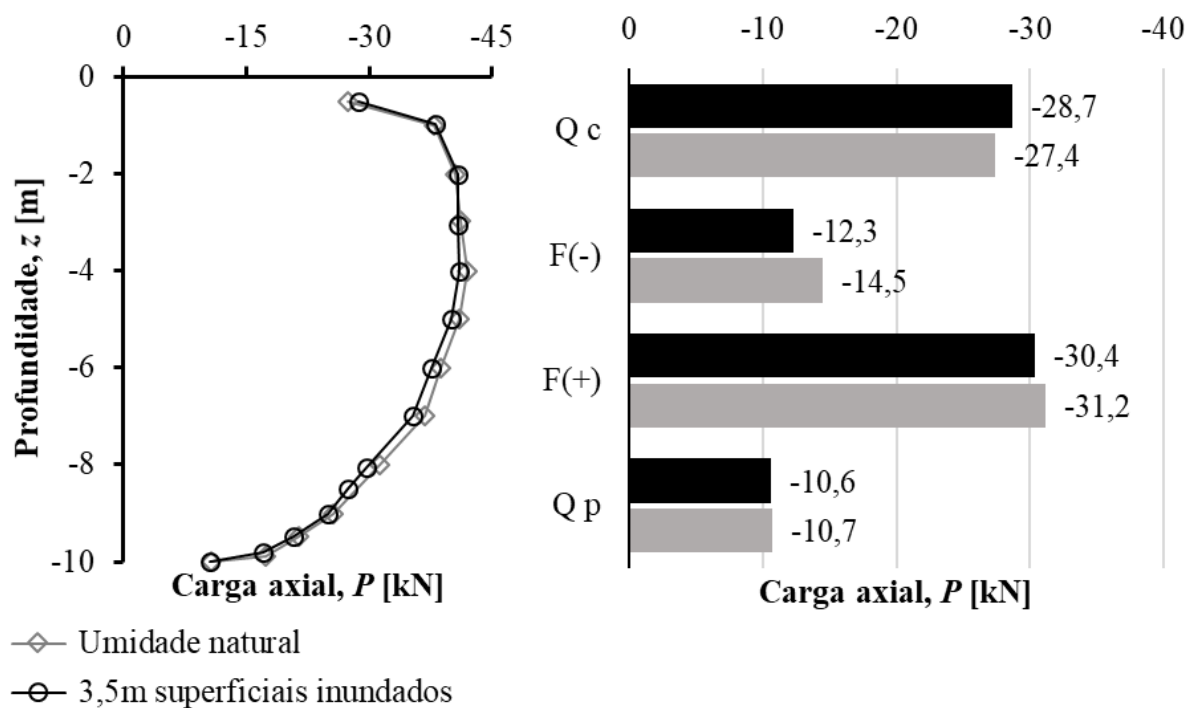 0 -15 -30 -45
0
-2
-4
-6
-8
-10
Profundidade, z [m]
Carga axial, P [kN]
Umidade natural
3,5m superficiais inundados
0 -10 -20 -30 -40
Q c
-28,7
-27,4
F(-)
-12,3
-14,5
F(+)
-30,4
-31,2
Q p
-10,6
-10,7
Carga axial, P [kN]